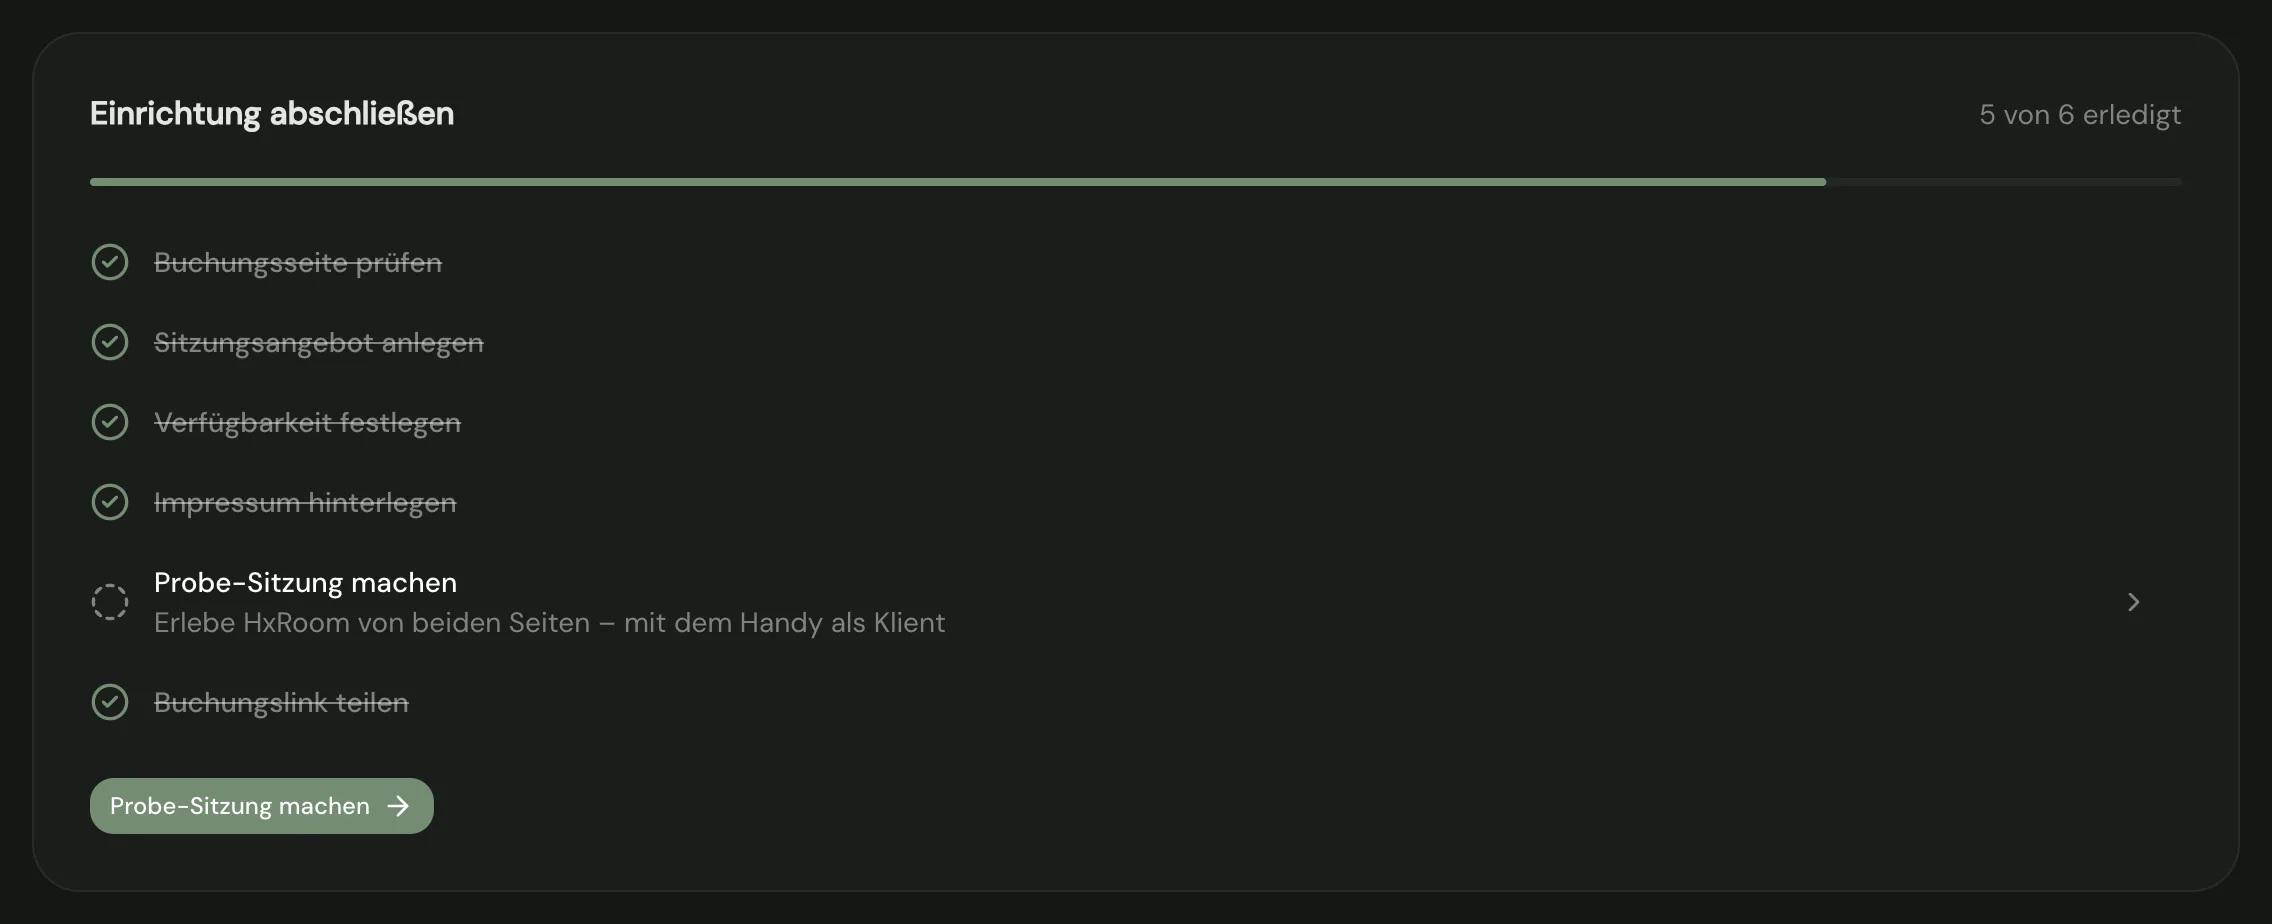 Einrichtung abschließen
5 von 6 erledigt
Buchungsseite prüfen
Sitzungsangebot anlegen
Verfügbarkeit festlegen
Impressum hinterlegen
Probe-Sitzung machen
Erlebe HxRoom von beiden Seiten – mit dem Handy als Klient
Buchungslink teilen
Probe-Sitzung machen →